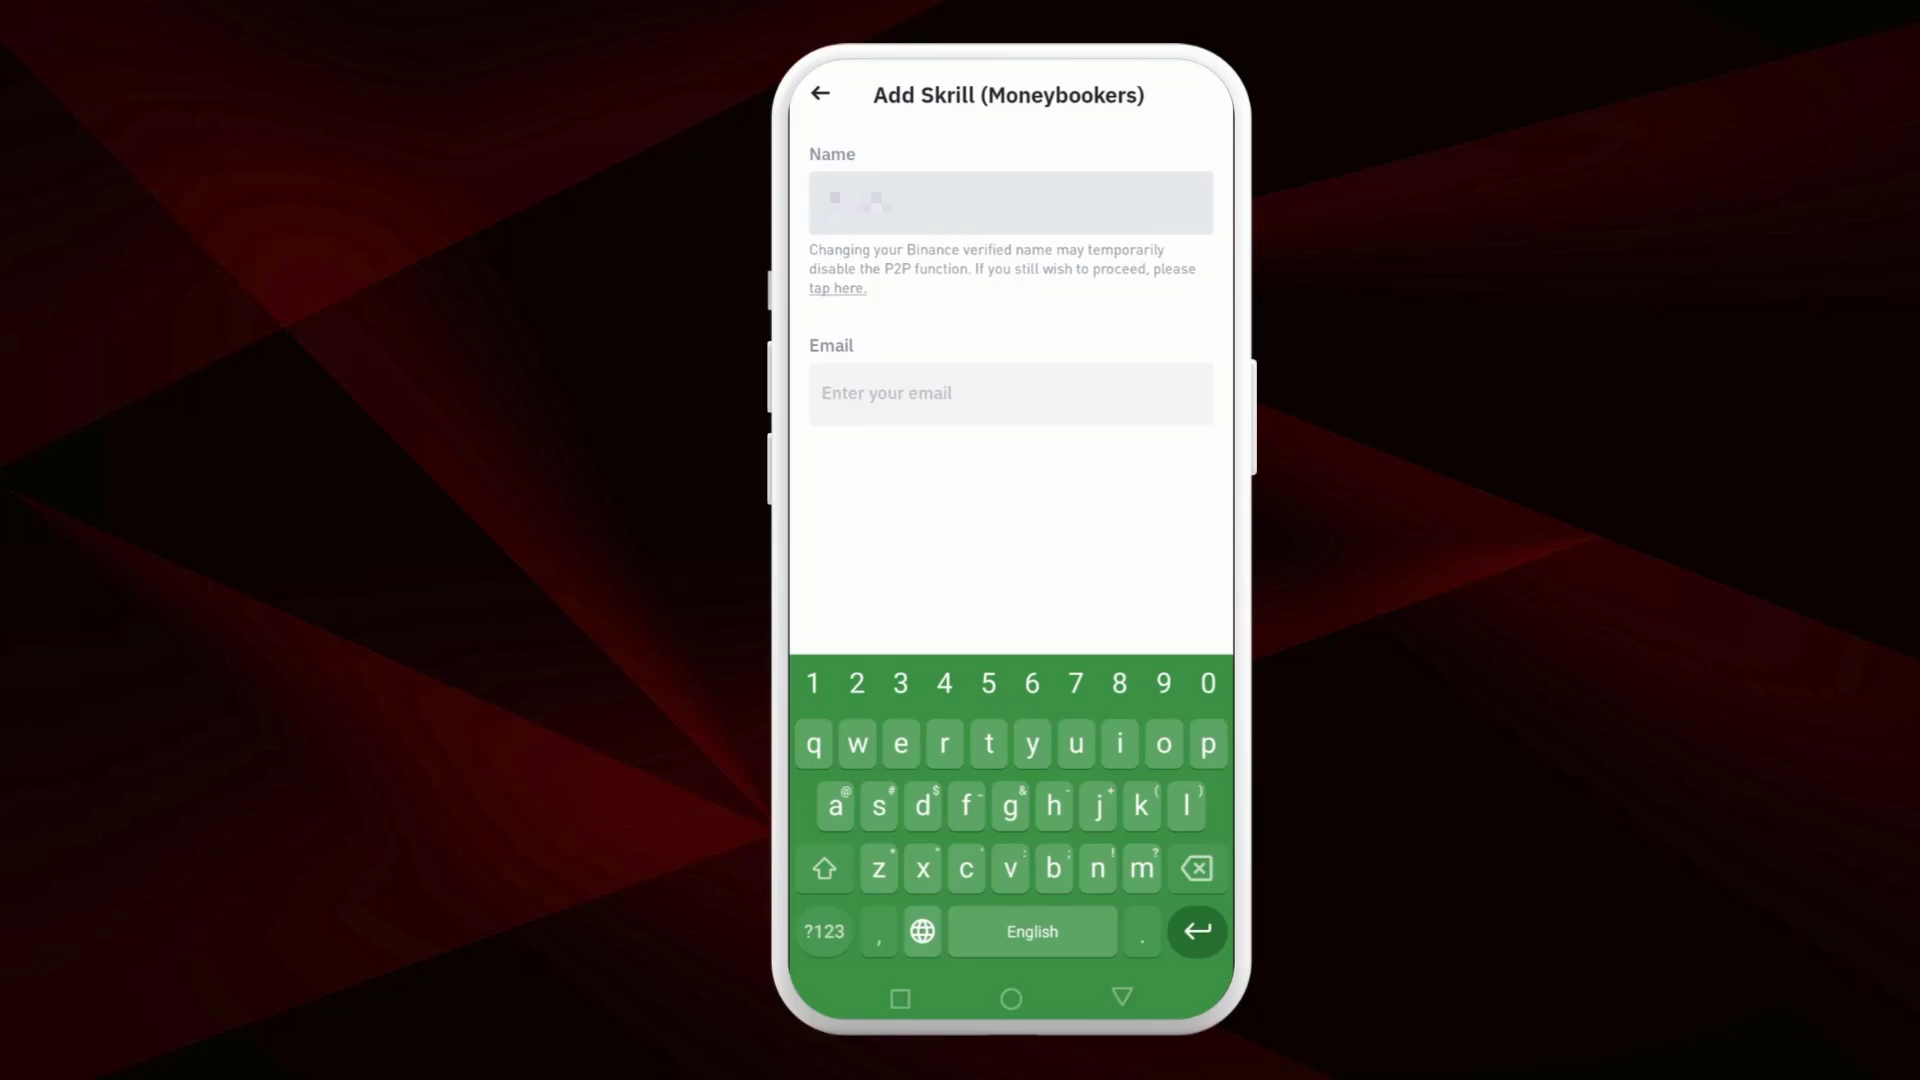 Add Skrill (Moneybookers)
Name
Changing your Binance verified name may temporarily
disable the P2P function. If you still wish to proceed, please
tap here.
Email
Enter your email
1 2 3 4 5 6 7 8 9 0
q w e r t y u i o p
@ # $ - & - + ( )
a s d f g h j k l
* " ' : ; ! ?
z x c v b n m
?123 , English .